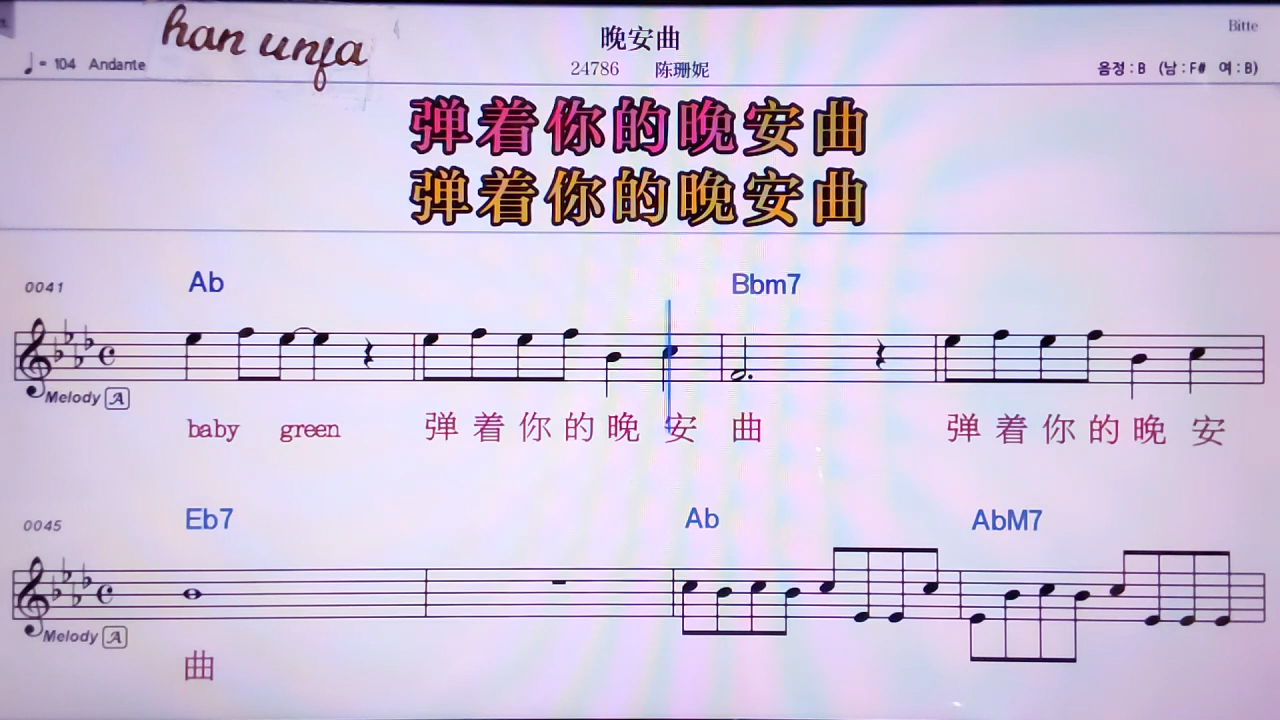 han unfa
晚安曲
Bitte
♩= 104 Andante
24786 陈珊妮
음정 : B (남 : F# 여 : B)
弹着你的晚安曲
弹着你的晚安曲
0041 Ab Bbm7
Melody A
baby green 弹着你的晚安曲 弹着你的晚安
0045 Eb7 Ab AbM7
Melody A
曲